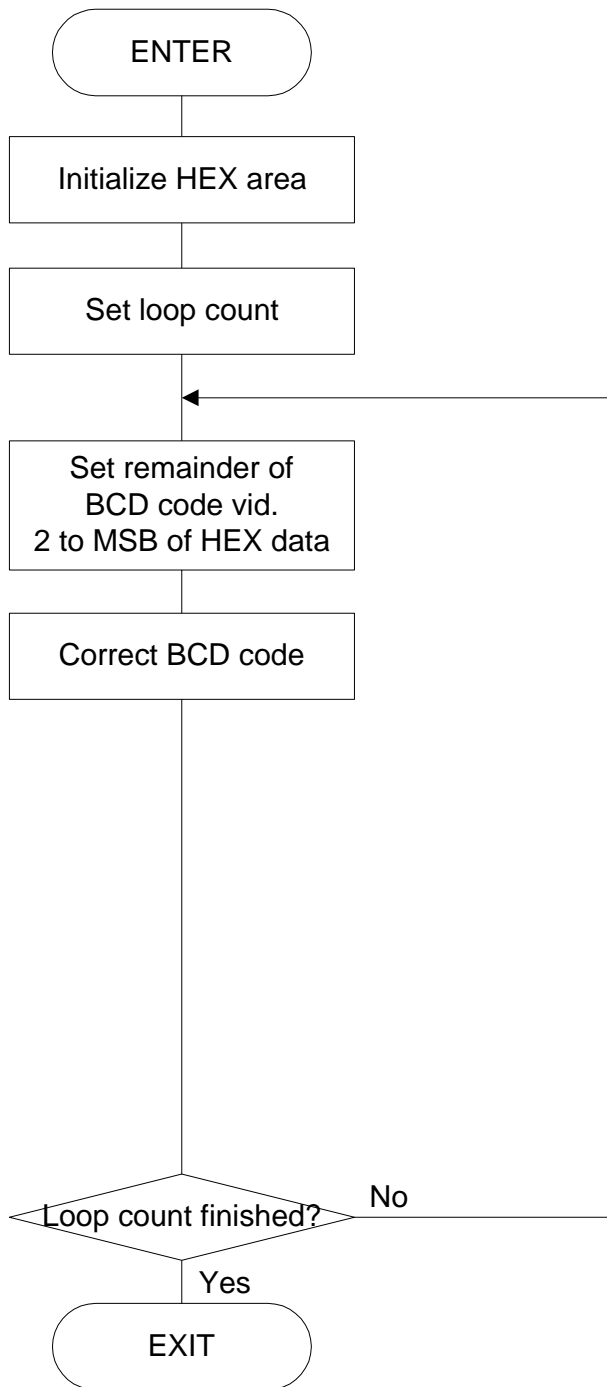 ENTER
Initialize HEX area
Set loop count
Set remainder of
BCD code vid.
2 to MSB of HEX data
Correct BCD code
Loop count finished?
No
Yes
EXIT